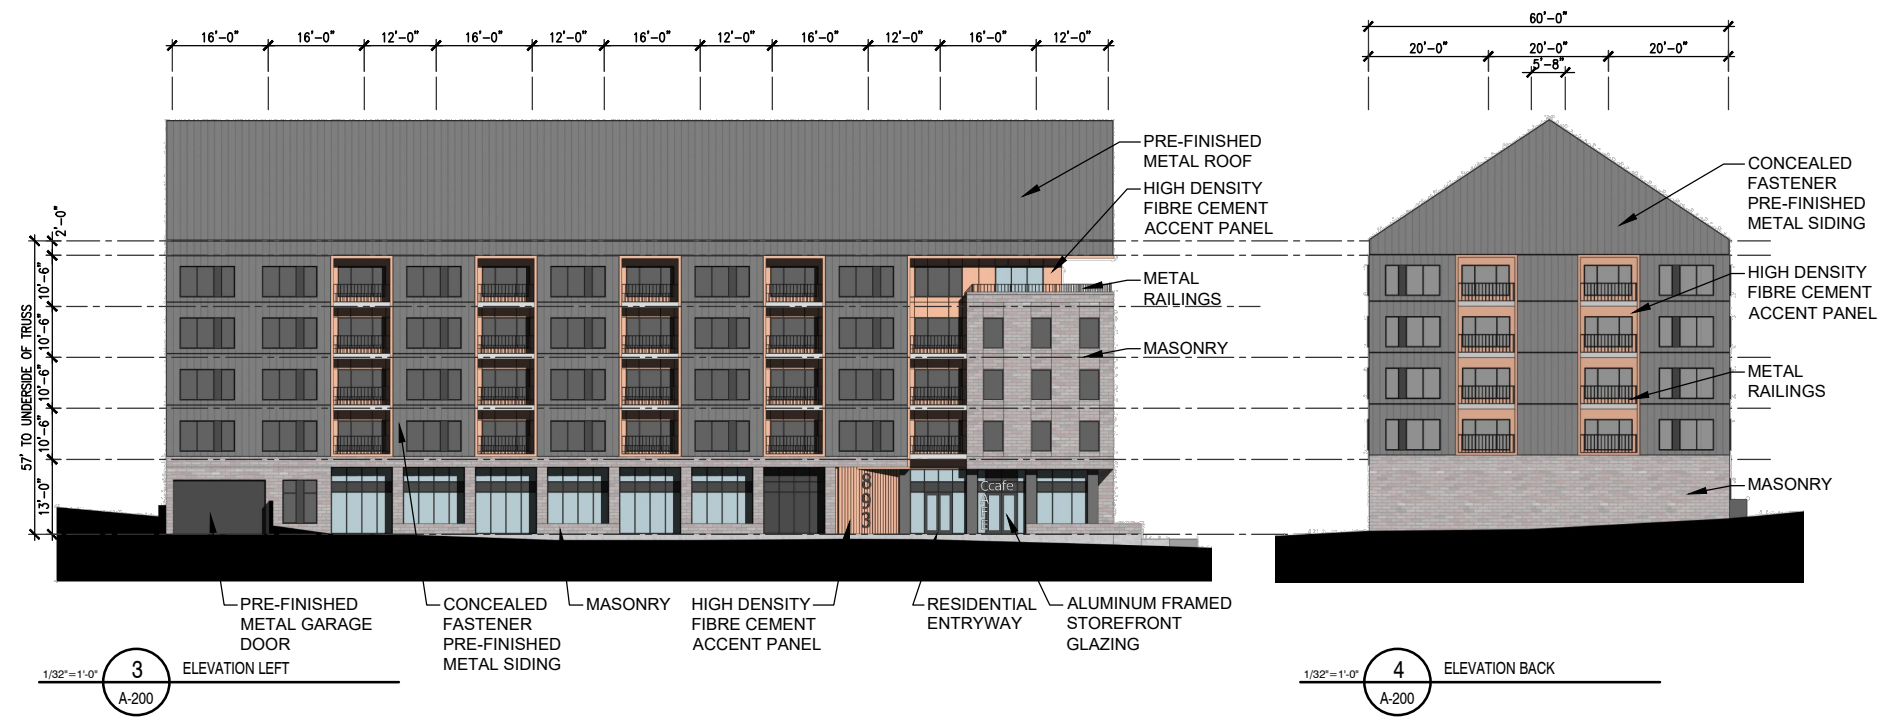 16'-0" 16'-0" 12'-0" 16'-0" 12'-0" 16'-0" 12'-0" 16'-0" 12'-0" 16'-0" 12'-0"
PRE-FINISHED
METAL ROOF
HIGH DENSITY
FIBRE CEMENT
ACCENT PANEL
METAL
RAILINGS
MASONRY
2'-0"
10'-6"
10'-6"
10'-6"
10'-6"
13'-0"
57' TO UNDERSIDE OF TRUSS
893
Ccafe
PRE-FINISHED
METAL GARAGE
DOOR
CONCEALED
FASTENER
PRE-FINISHED
METAL SIDING
MASONRY
HIGH DENSITY
FIBRE CEMENT
ACCENT PANEL
RESIDENTIAL
ENTRYWAY
ALUMINUM FRAMED
STOREFRONT
GLAZING
1/32"=1'-0"
3
A-200
ELEVATION LEFT
60'-0"
20'-0" 20'-0" 20'-0"
5'-8"
CONCEALED
FASTENER
PRE-FINISHED
METAL SIDING
HIGH DENSITY
FIBRE CEMENT
ACCENT PANEL
METAL
RAILINGS
MASONRY
1/32"=1'-0"
4
A-200
ELEVATION BACK